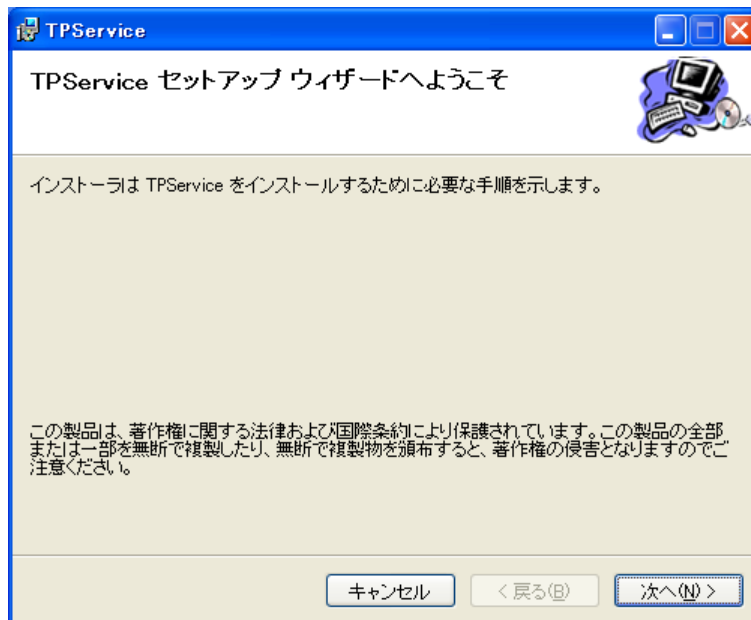 TPService
TPService セットアップ ウィザードへようこそ
インストーラは TPService をインストールするために必要な手順を示します。
この製品は、著作権に関する法律および国際条約により保護されています。この製品の全部
または一部を無断で複製したり、無断で複製物を頒布すると、著作権の侵害となりますのでご
注意ください。
キャンセル < 戻る(B) 次へ(N) >